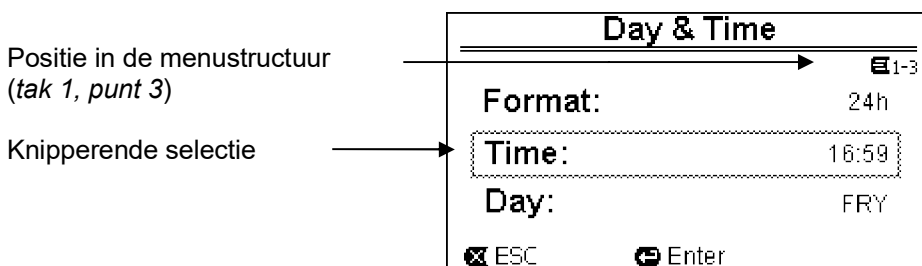 Day & Time
Positie in de menustructuur
(tak 1, punt 3)
1-3
Format: 24h
Knipperende selectie
Time: 16:59
Day: FRY
ESC Enter